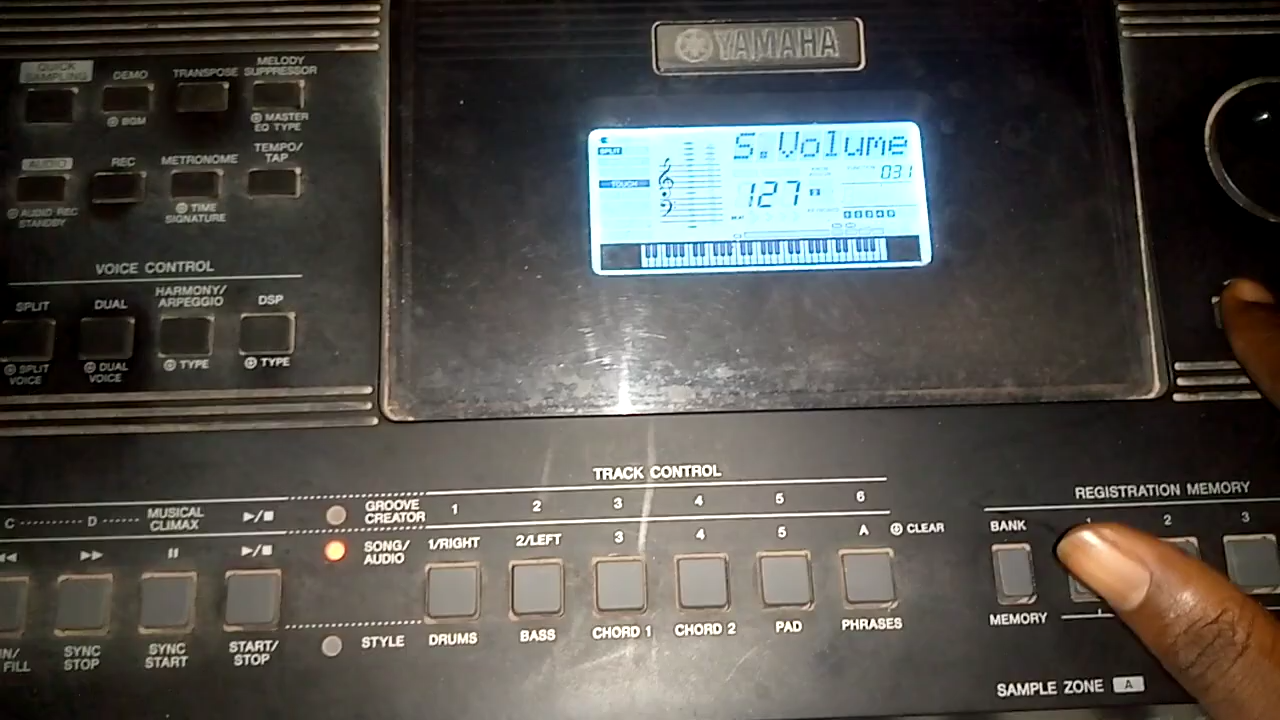 YAMAHA
QUICK
SAMPLING
DEMO
TRANSPOSE
MELODY
SUPPRESSOR
BGM
MASTER
EQ TYPE
AUDIO
REC
METRONOME
TEMPO/
TAP
AUDIO REC
STANDBY
TIME
SIGNATURE
VOICE CONTROL
SPLIT
DUAL
HARMONY/
ARPEGGIO
DSP
SPLIT
VOICE
DUAL
VOICE
TYPE
TYPE
SPLIT
S.Volume
TOUCH
031
127
BEAT
TRACK CONTROL
C D
MUSICAL
CLIMAX
GROOVE
CREATOR
1 2 3 4 5 6
SONG/
AUDIO
1/RIGHT 2/LEFT 3 4 5 A CLEAR
STYLE
DRUMS BASS CHORD 1 CHORD 2 PAD PHRASES
FILL
SYNC
STOP
SYNC
START
START/
STOP
REGISTRATION MEMORY
BANK 1 2 3
MEMORY
SAMPLE ZONE A